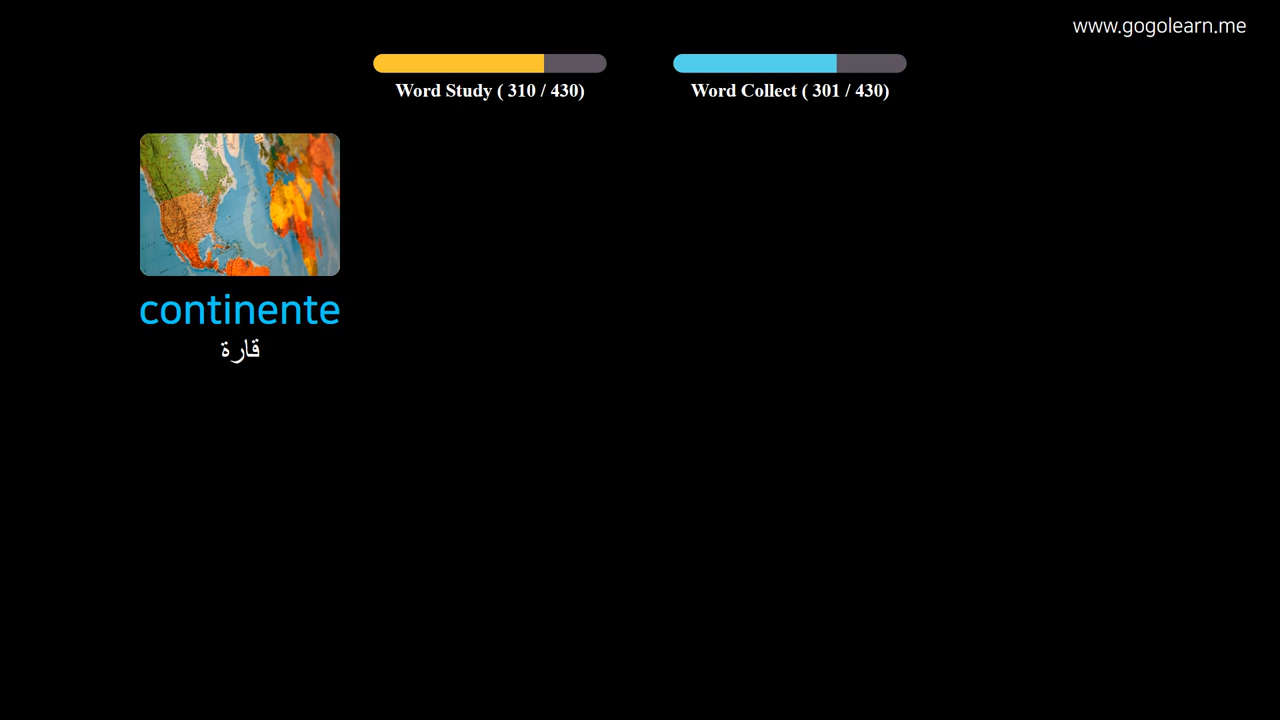 www.gogolearn.me
Word Study ( 310 / 430)
Word Collect ( 301 / 430)
continente
قارة